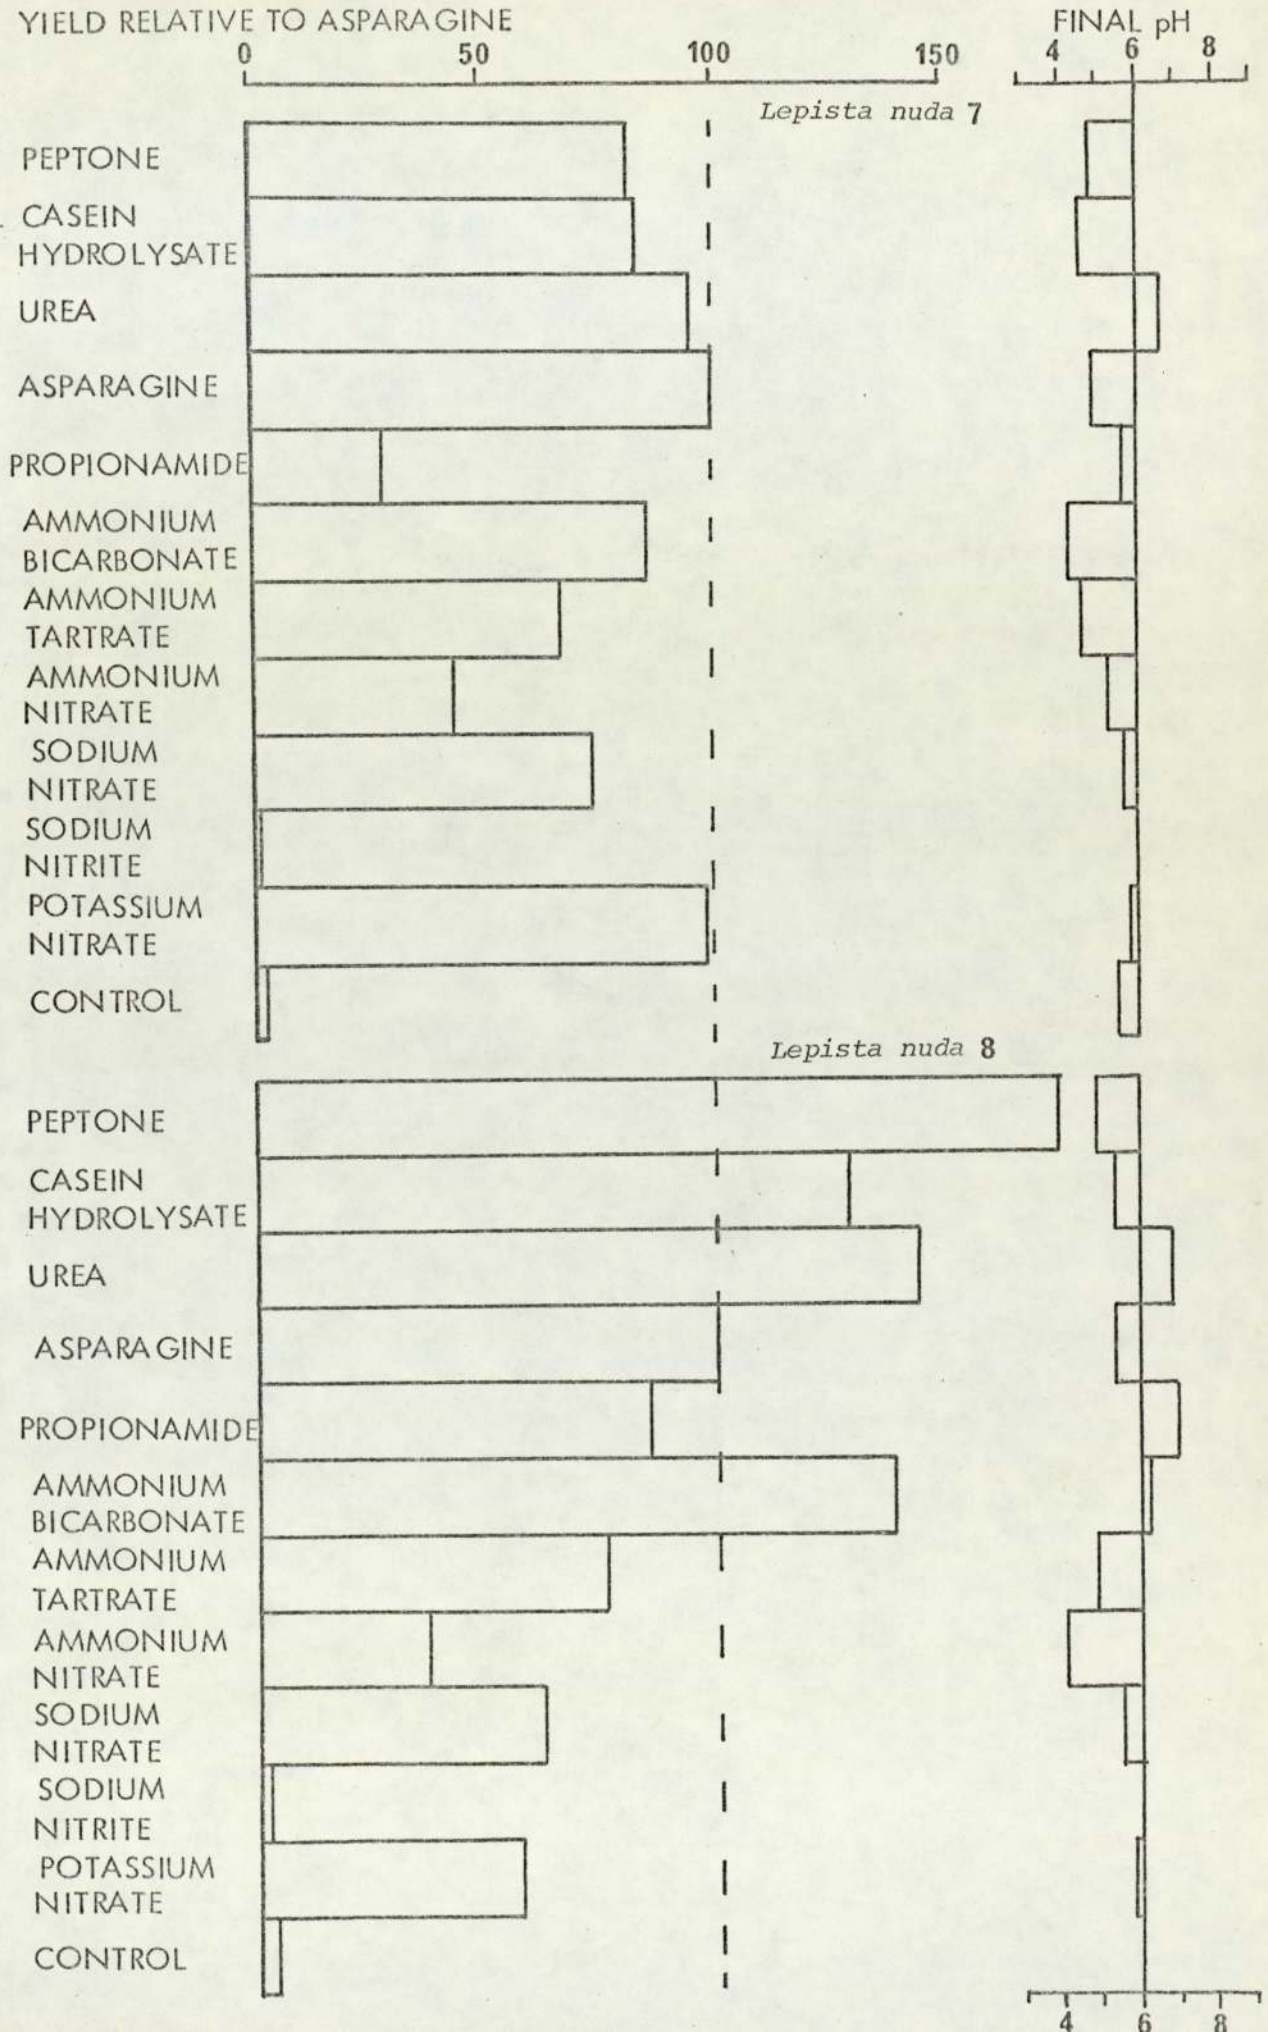 YIELD RELATIVE TO ASPARAGINE
FINAL pH
0 50 100 150
4 6 8
Lepista nuda 7
PEPTONE
CASEIN
HYDROLYSATE
UREA
ASPARAGINE
PROPIONAMIDE
AMMONIUM
BICARBONATE
AMMONIUM
TARTRATE
AMMONIUM
NITRATE
SODIUM
NITRATE
SODIUM
NITRITE
POTASSIUM
NITRATE
CONTROL
Lepista nuda 8
PEPTONE
CASEIN
HYDROLYSATE
UREA
ASPARAGINE
PROPIONAMIDE
AMMONIUM
BICARBONATE
AMMONIUM
TARTRATE
AMMONIUM
NITRATE
SODIUM
NITRATE
SODIUM
NITRITE
POTASSIUM
NITRATE
CONTROL
4 6 8